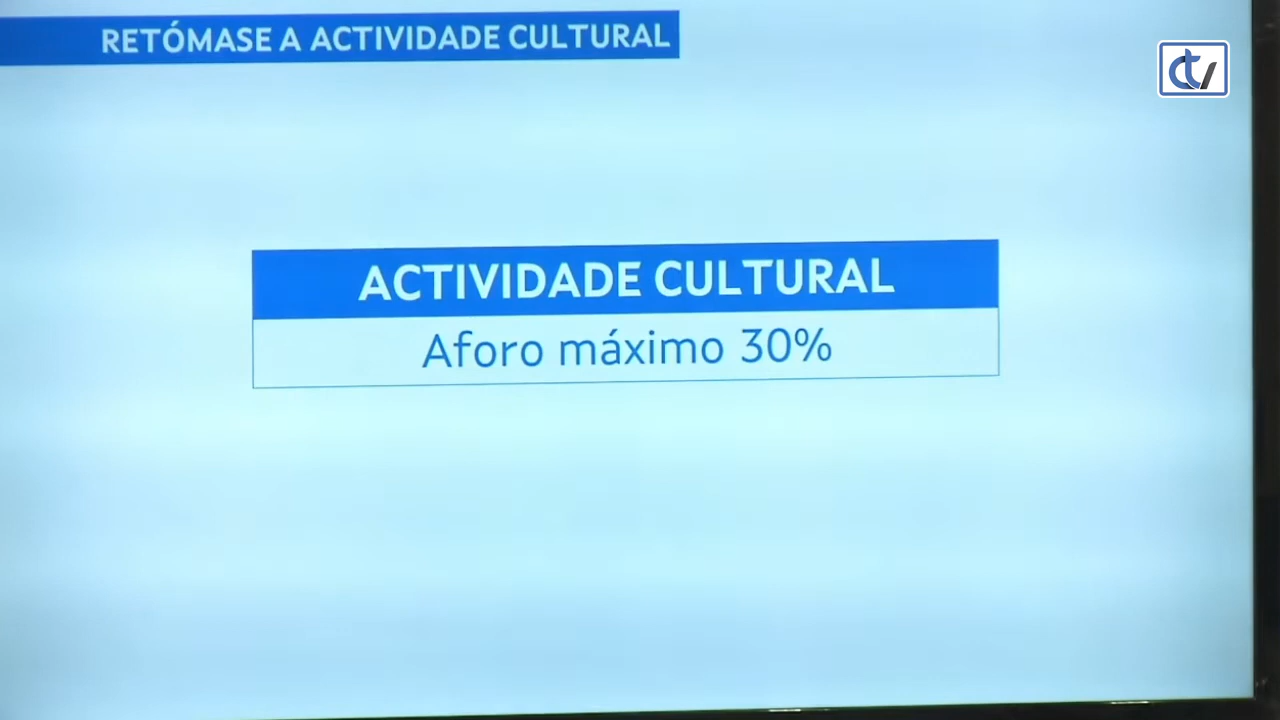 RETÓMASE A ACTIVIDADE CULTURAL
ACTIVIDADE CULTURAL
Aforo máximo 30%